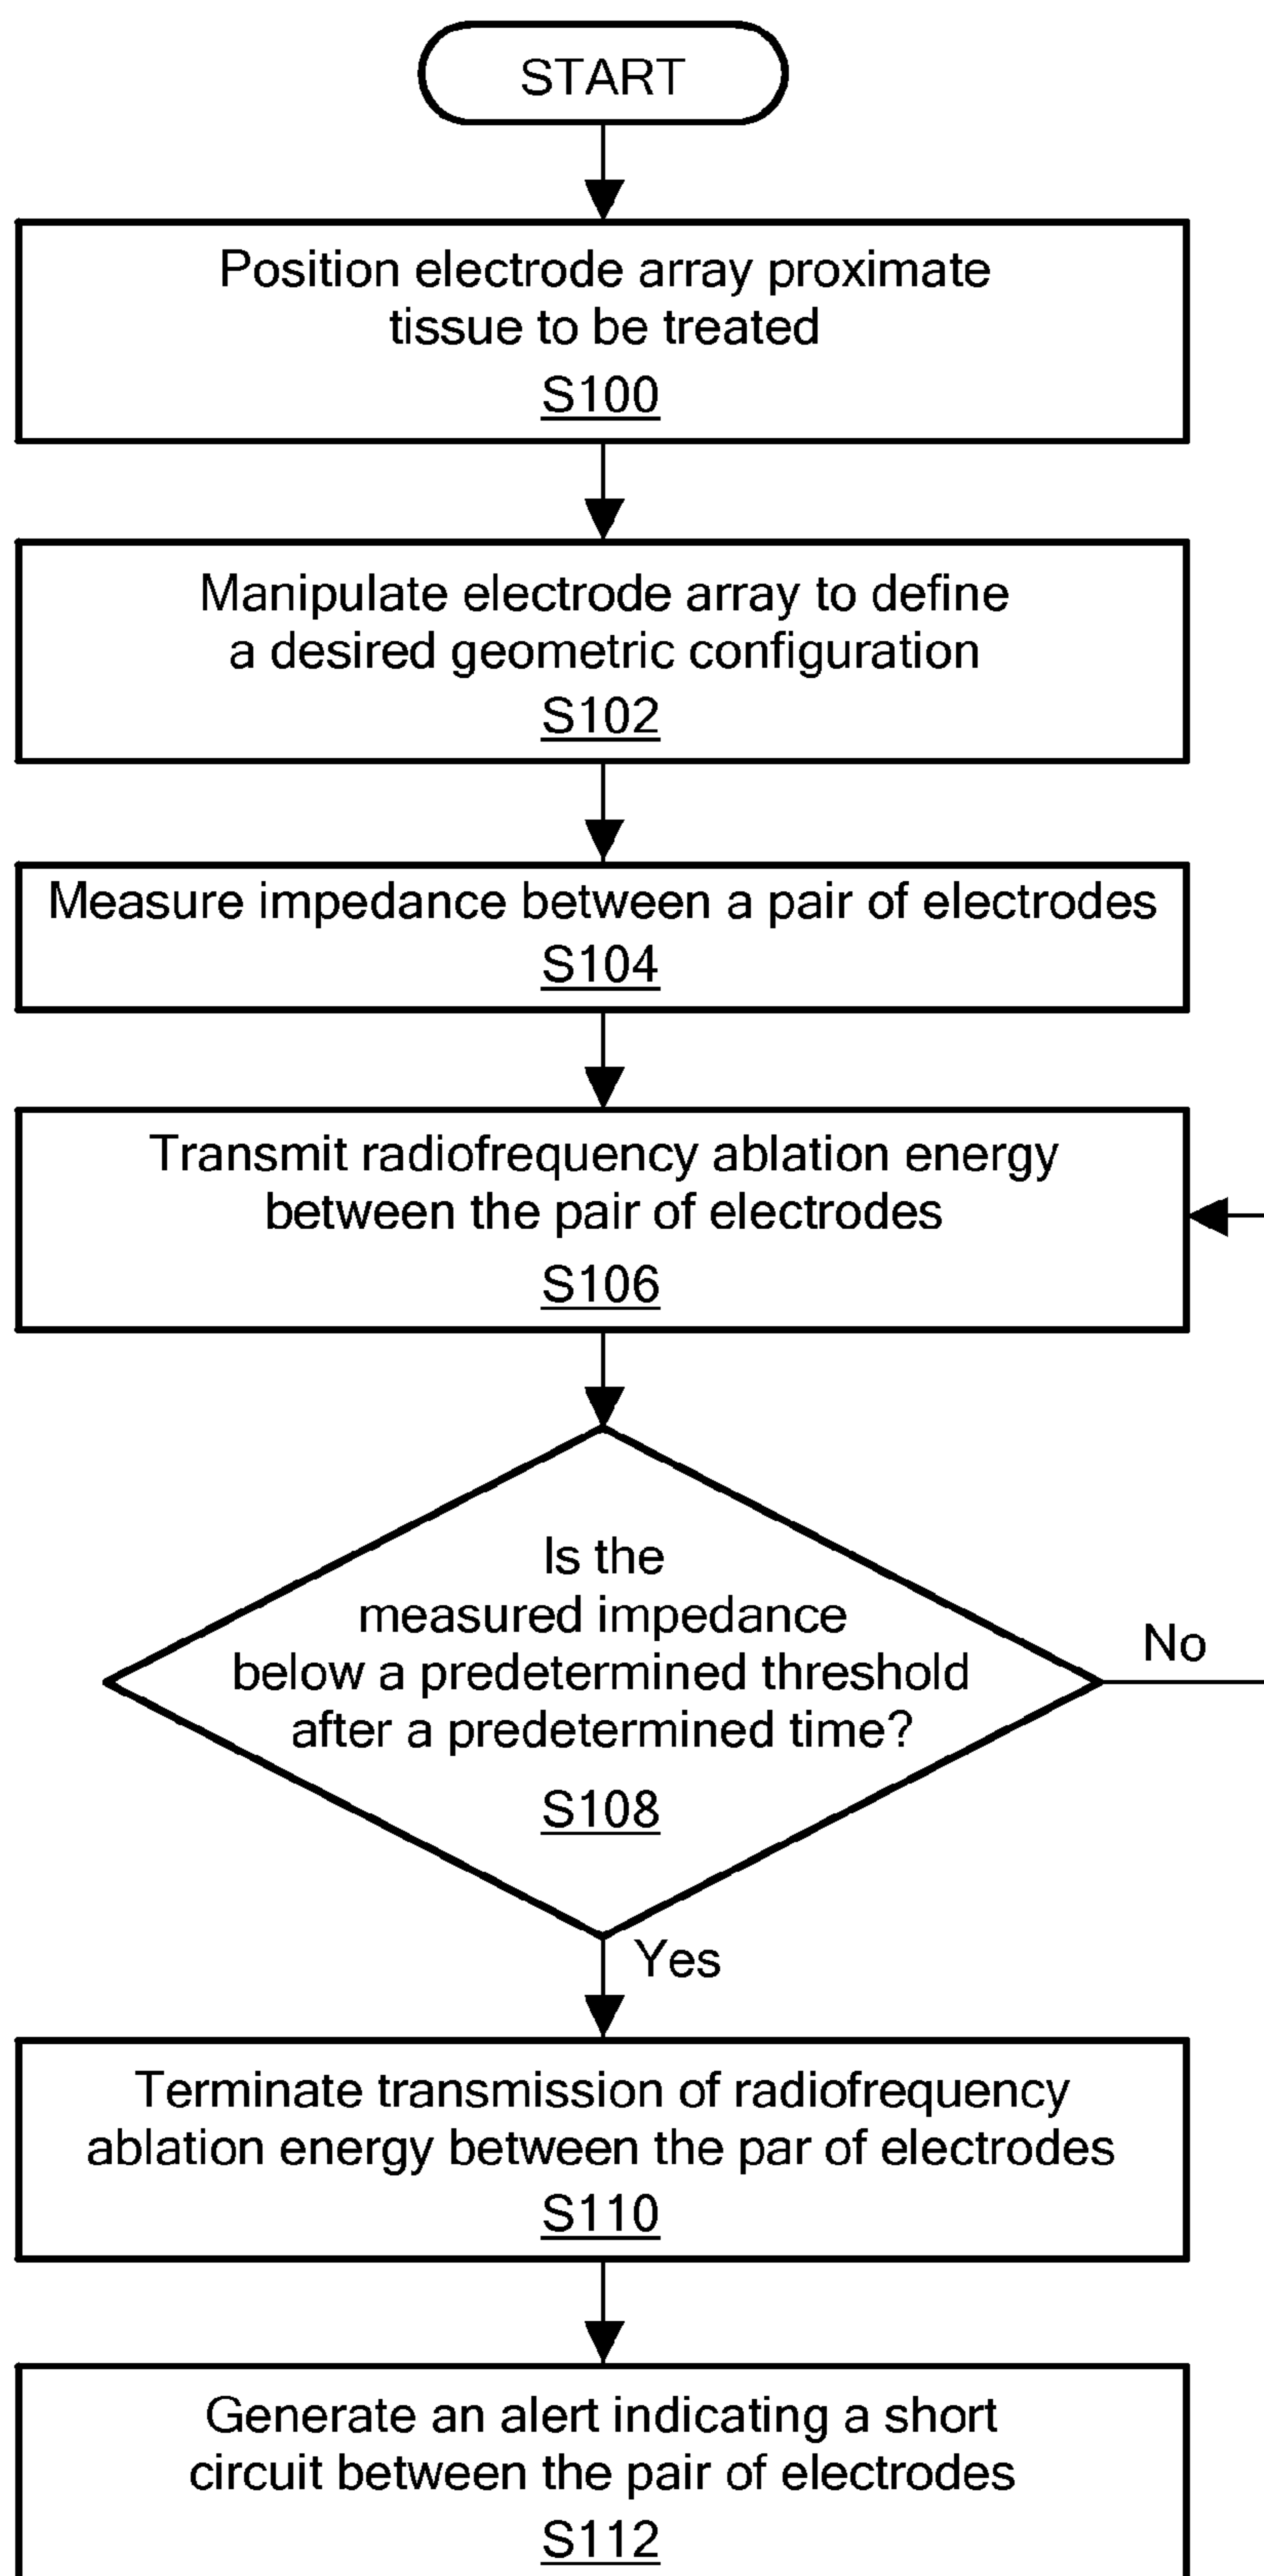 START
Position electrode array proximate
tissue to be treated
S100
Manipulate electrode array to define
a desired geometric configuration
S102
Measure impedance between a pair of electrodes
S104
Transmit radiofrequency ablation energy
between the pair of electrodes
S106
Is the
measured impedance
below a predetermined threshold
after a predetermined time?
S108
No
Yes
Terminate transmission of radiofrequency
ablation energy between the par of electrodes
S110
Generate an alert indicating a short
circuit between the pair of electrodes
S112